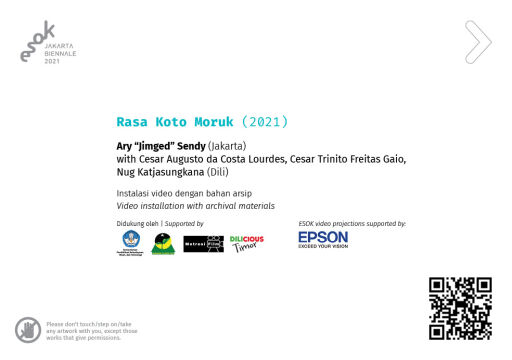 esok
JAKARTA
BIENNALE
2021
Rasa Koto Moruk (2021)
Ary “Jimged” Sendy (Jakarta)
with Cesar Augusto da Costa Lourdes, Cesar Trinito Freitas Gaio,
Nug Katjasungkana (Dili)
Instalasi video dengan bahan arsip
Video installation with archival materials
Didukung oleh | Supported by
ESOK video projections supported by:
Matrosi Film
DILICIOUS
Timor
EPSON
EXCEED YOUR VISION
Please don't touch/step on/take
any artwork with you, except those
works that give permissions.